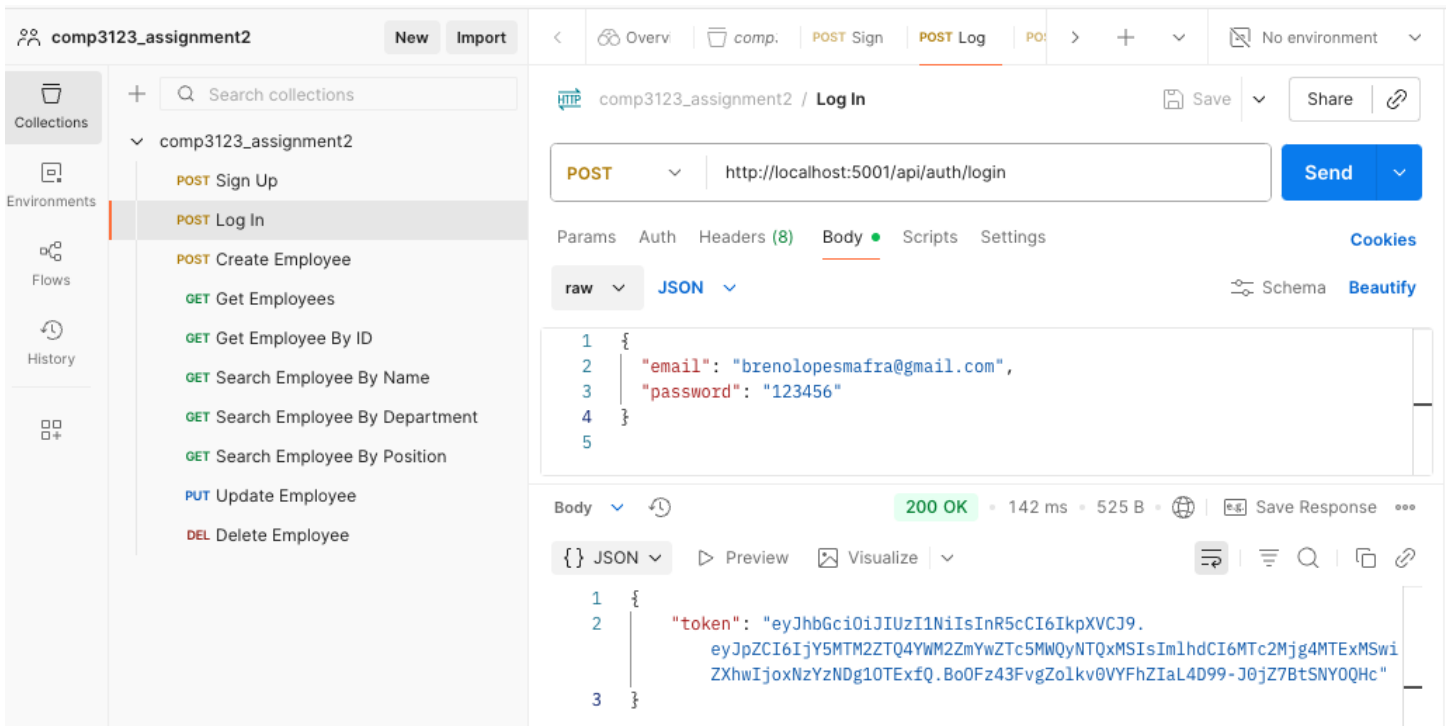 comp3123_assignment2
New
Import
Overvi
comp.
POST Sign
POST Log
PO
No environment
Collections
Search collections
comp3123_assignment2
POST Sign Up
POST Log In
POST Create Employee
GET Get Employees
GET Get Employee By ID
GET Search Employee By Name
GET Search Employee By Department
GET Search Employee By Position
PUT Update Employee
DEL Delete Employee
Environments
Flows
History
HTTP comp3123_assignment2 / Log In
Save
Share
POST
http://localhost:5001/api/auth/login
Send
Params Auth Headers (8) Body Scripts Settings
Cookies
raw
JSON
Schema
Beautify
1 {
2 "email": "brenolopesmafra@gmail.com",
3 "password": "123456"
4 }
5
Body
200 OK • 142 ms • 525 B
e.g. Save Response
{} JSON
Preview
Visualize
1 {
2 "token": "eyJhbGciOiJIUzI1NiIsInR5cCI6IkpXVCJ9.
eyJpZCI6IjY5MTM2ZTQ4YWM2ZmYwZTc5MWQyNTQxMSIsImlhdCI6MTc2Mjg4MTExMSwi
ZXhwIjoxNzYzNDg1OTExfQ.BoOFz43FvgZolkv0VYFhZIaL4D99-J0jZ7BtSNYOQHc"
3 }